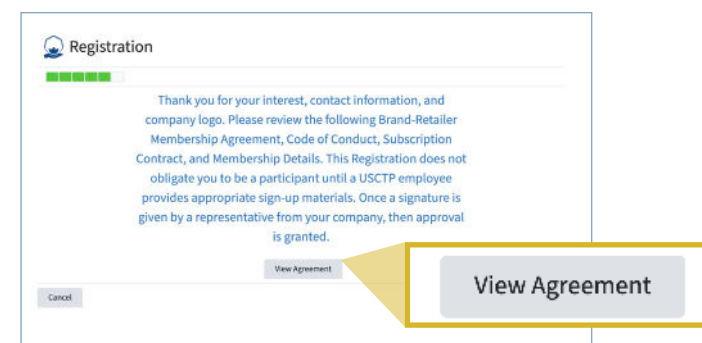 Registration
Thank you for your interest, contact information, and
company logo. Please review the following Brand-Retailer
Membership Agreement, Code of Conduct, Subscription
Contract, and Membership Details. This Registration does not
obligate you to be a participant until a USCTP employee
provides appropriate sign-up materials. Once a signature is
given by a representative from your company, then approval
is granted.
View Agreement
View Agreement
Cancel